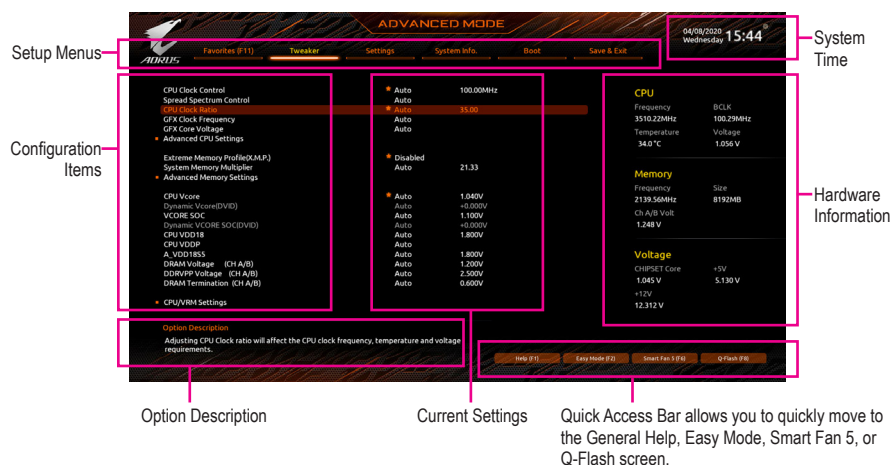 ADVANCED MODE
04/08/2020
Wednesday 15:44
System
Time
Setup Menus
AORUS
Favorites (F11) Tweaker Settings System Info. Boot Save & Exit
CPU Clock Control Auto 100.00MHz
Spread Spectrum Control Auto
CPU Clock Ratio Auto 35.00
GFX Clock Frequency Auto
GFX Core Voltage Auto
Advanced CPU Settings
Extreme Memory Profile(X.M.P.) Disabled
System Memory Multiplier Auto 21.33
Advanced Memory Settings
CPU Vcore Auto 1.040V
Dynamic Vcore(DVID) Auto +0.000V
VCORE SOC Auto 1.100V
Dynamic VCORE SOC(DVID) Auto +0.000V
CPU VDD18 Auto 1.800V
CPU VDDP Auto
A_VDD18S5 Auto 1.800V
DRAM Voltage (CH A/B) Auto 1.200V
DDRVPP Voltage (CH A/B) Auto 2.500V
DRAM Termination (CH A/B) Auto 0.600V
CPU/VRM Settings
Configuration
Items
CPU
Frequency BCLK
3510.22MHz 100.29MHz
Temperature Voltage
34.0 °C 1.056 V
Memory
Frequency Size
2139.56MHz 8192MB
Ch A/B Volt
1.248 V
Voltage
CHIPSET Core +5V
1.045 V 5.130 V
+12V
12.312 V
Hardware
Information
Option Description
Adjusting CPU Clock ratio will affect the CPU clock frequency, temperature and voltage
requirements.
Help (F1) Easy Mode (F2) Smart Fan 5 (F6) Q-Flash (F8)
Option Description
Current Settings
Quick Access Bar allows you to quickly move to
the General Help, Easy Mode, Smart Fan 5, or
Q-Flash screen.